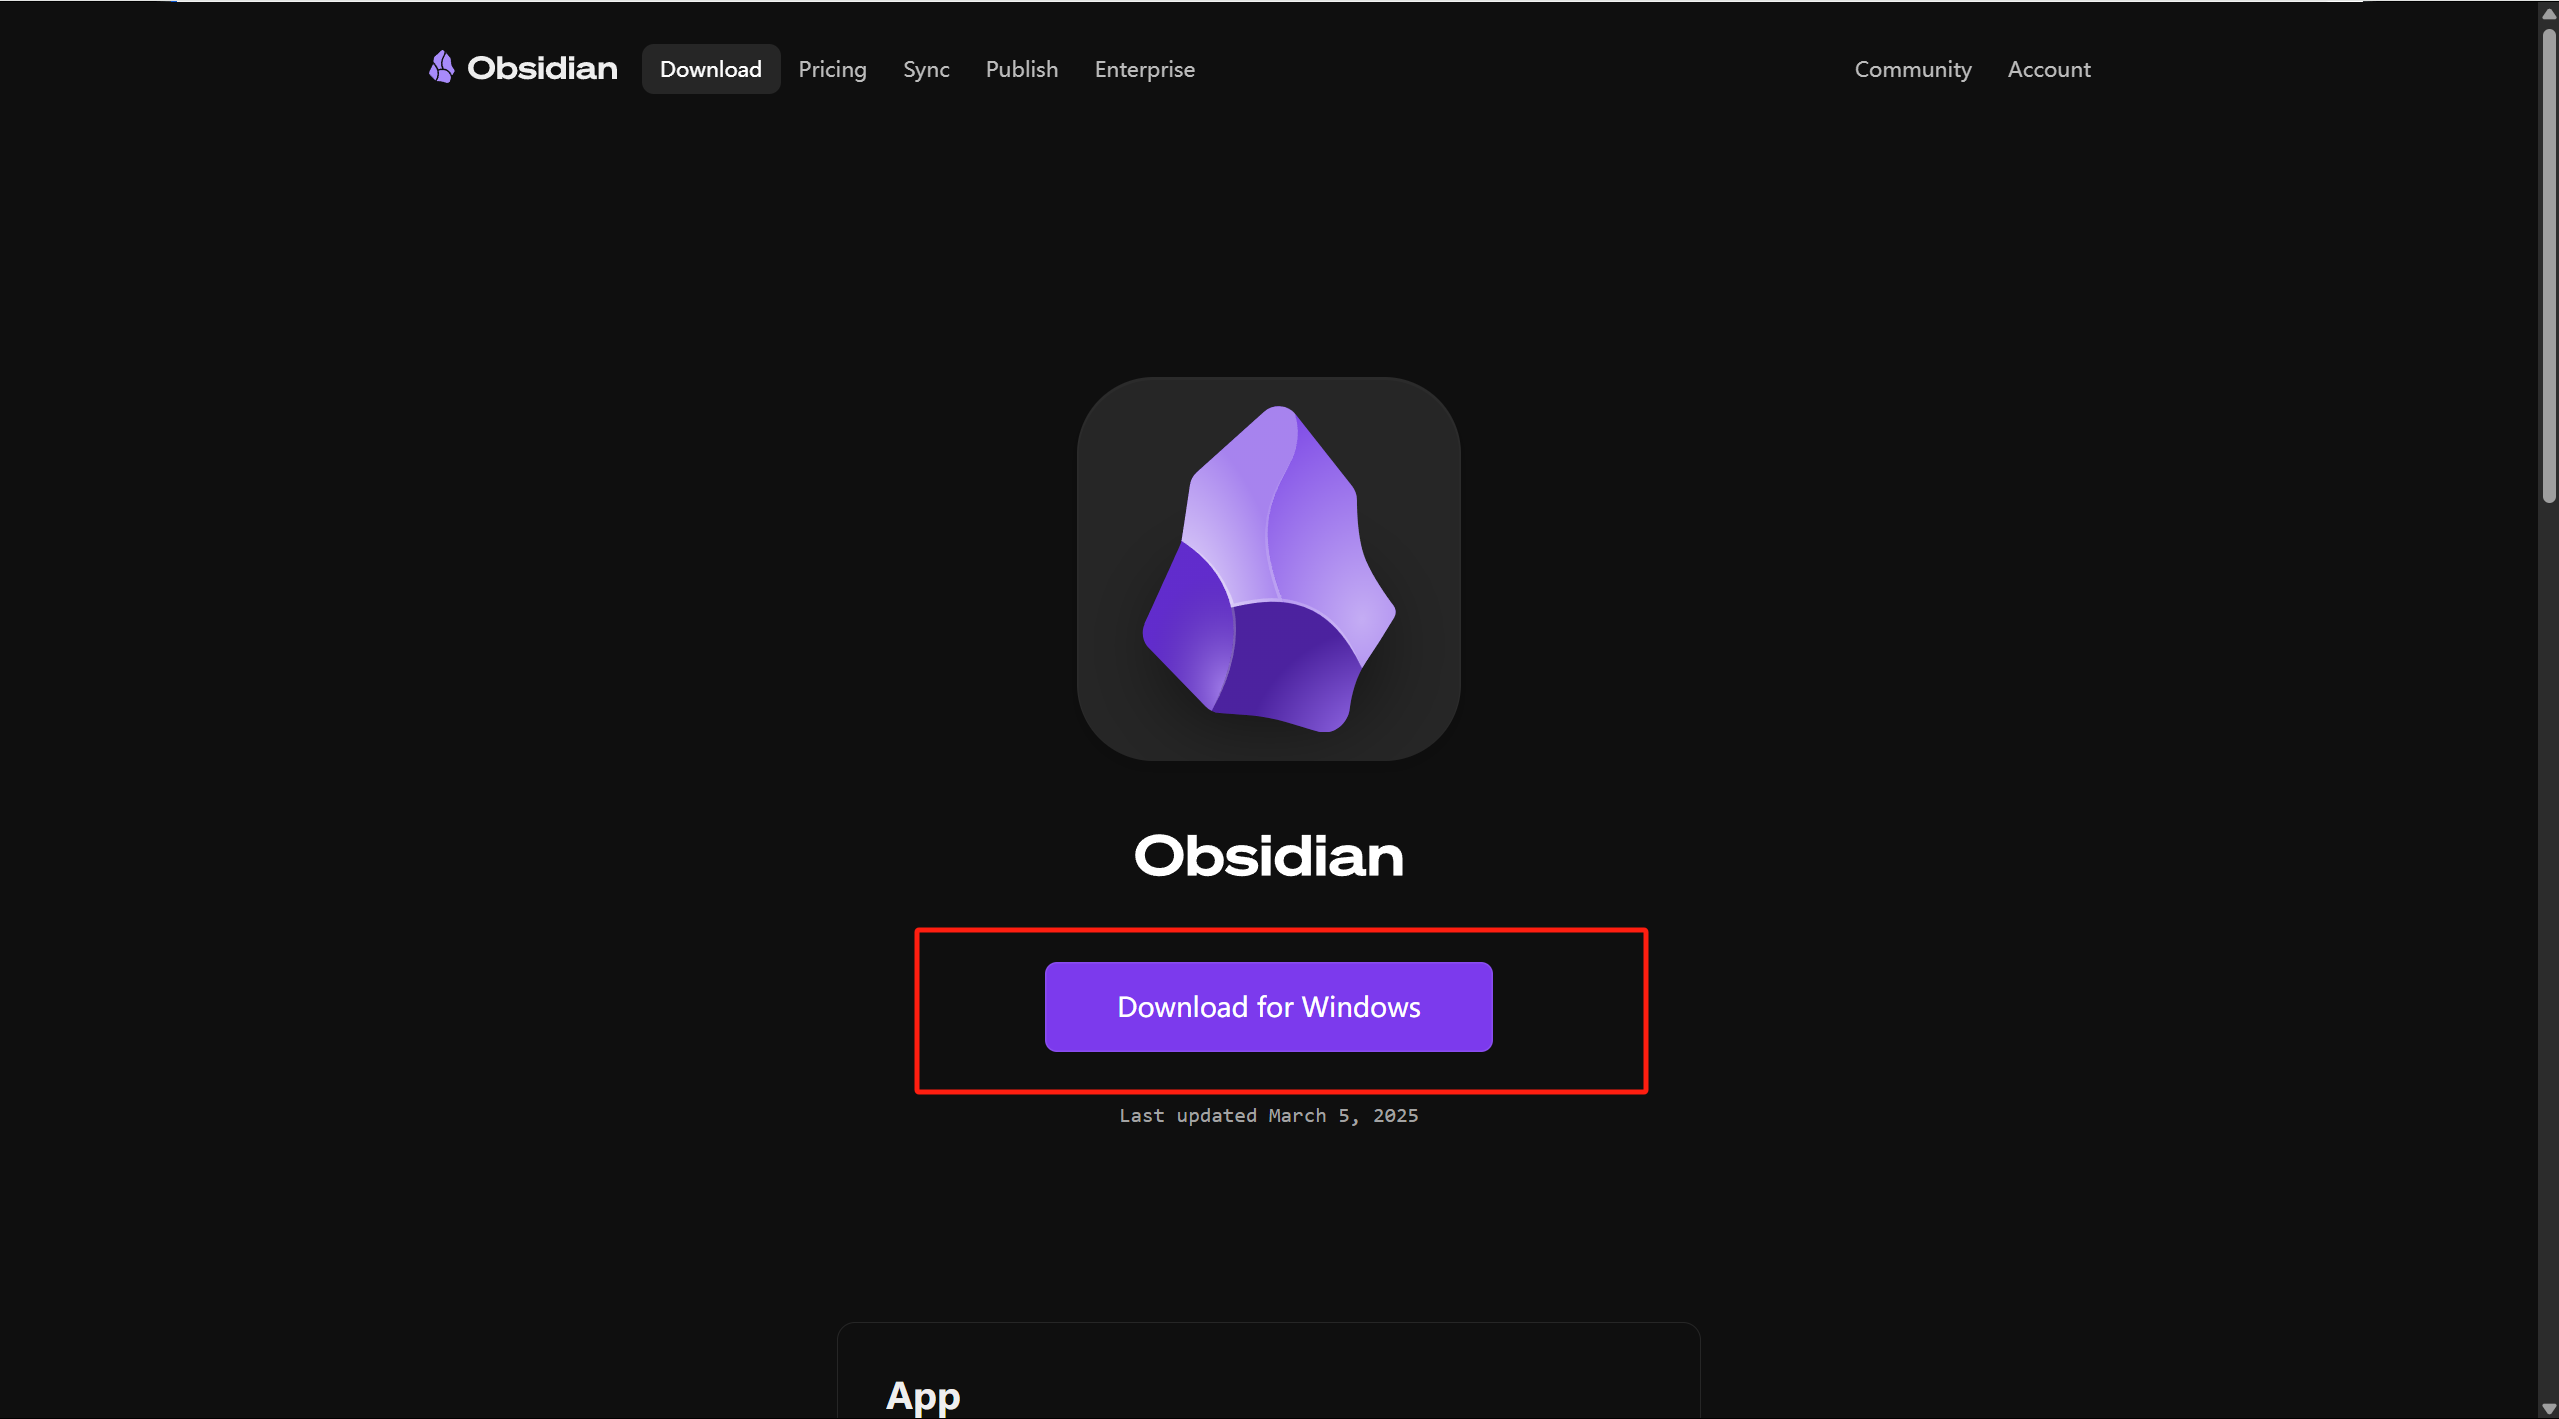 Obsidian Download Pricing Sync Publish Enterprise Community Account
Obsidian
Download for Windows
Last updated March 5, 2025
App